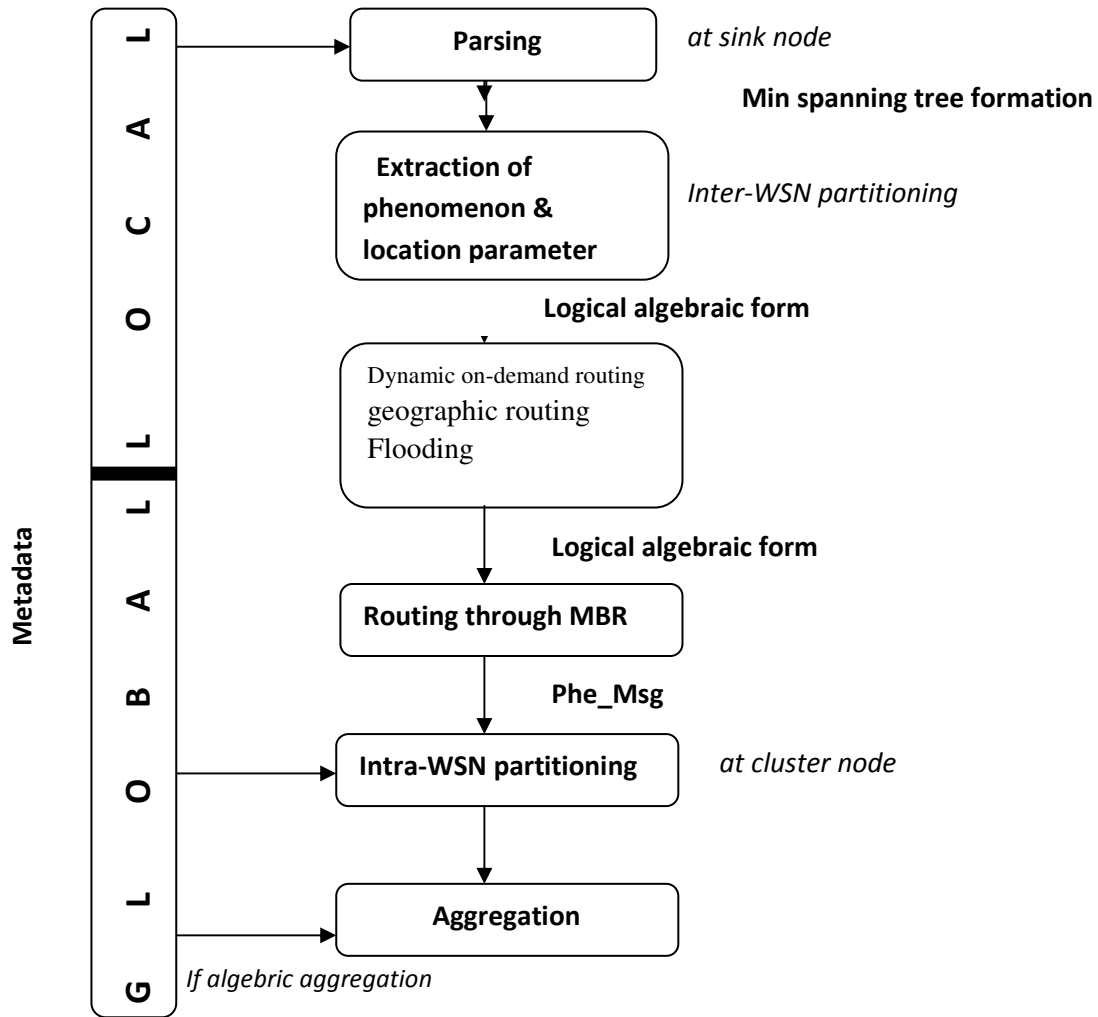 Parsing
at sink node
Min spanning tree formation
Extraction of
phenomenon &
location parameter
Inter-WSN partitioning
Logical algebraic form
Dynamic on-demand routing
geographic routing
Flooding
Logical algebraic form
Routing through MBR
Phe_Msg
Intra-WSN partitioning
at cluster node
Aggregation
If algebric aggregation
Metadata
G L O B A L L O C A L